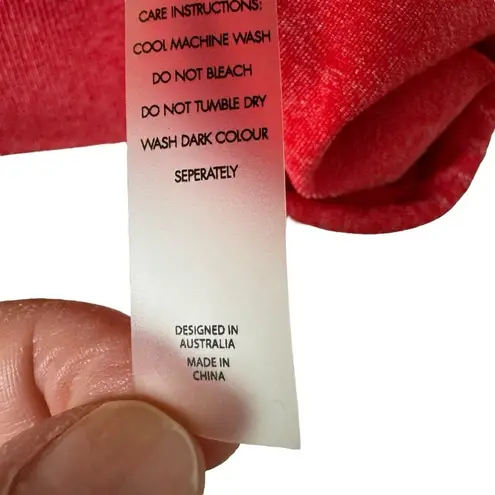 CARE INSTRUCTIONS:
COOL MACHINE WASH
DO NOT BLEACH
DO NOT TUMBLE DRY
WASH DARK COLOUR
SEPERATELY
DESIGNED IN
AUSTRALIA
MADE IN
CHINA